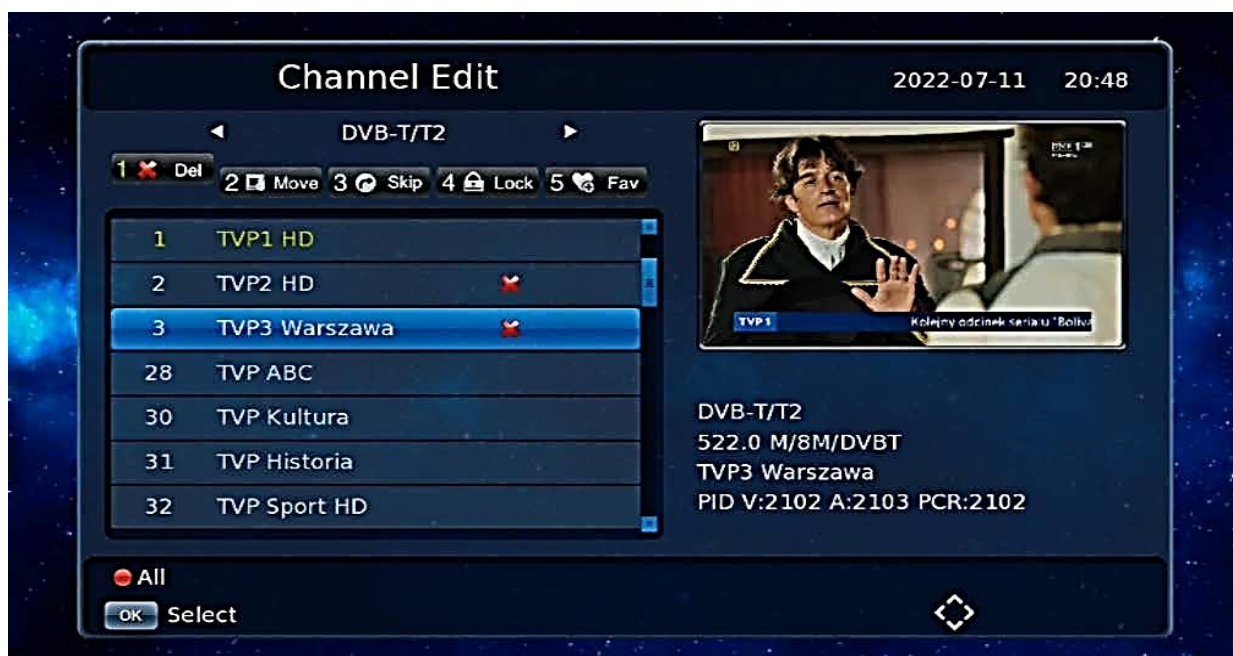 Channel Edit
2022-07-11 20:48
DVB-T/T2
1 Del 2 Move 3 Skip 4 Lock 5 Fav
1 TVP1 HD
2 TVP2 HD
3 TVP3 Warszawa
28 TVP ABC
30 TVP Kultura
31 TVP Historia
32 TVP Sport HD
TVP1 Kolejny odcinek serialu "Boliv
DVB-T/T2
522.0 M/8M/DVBT
TVP3 Warszawa
PID V:2102 A:2103 PCR:2102
All
OK Select